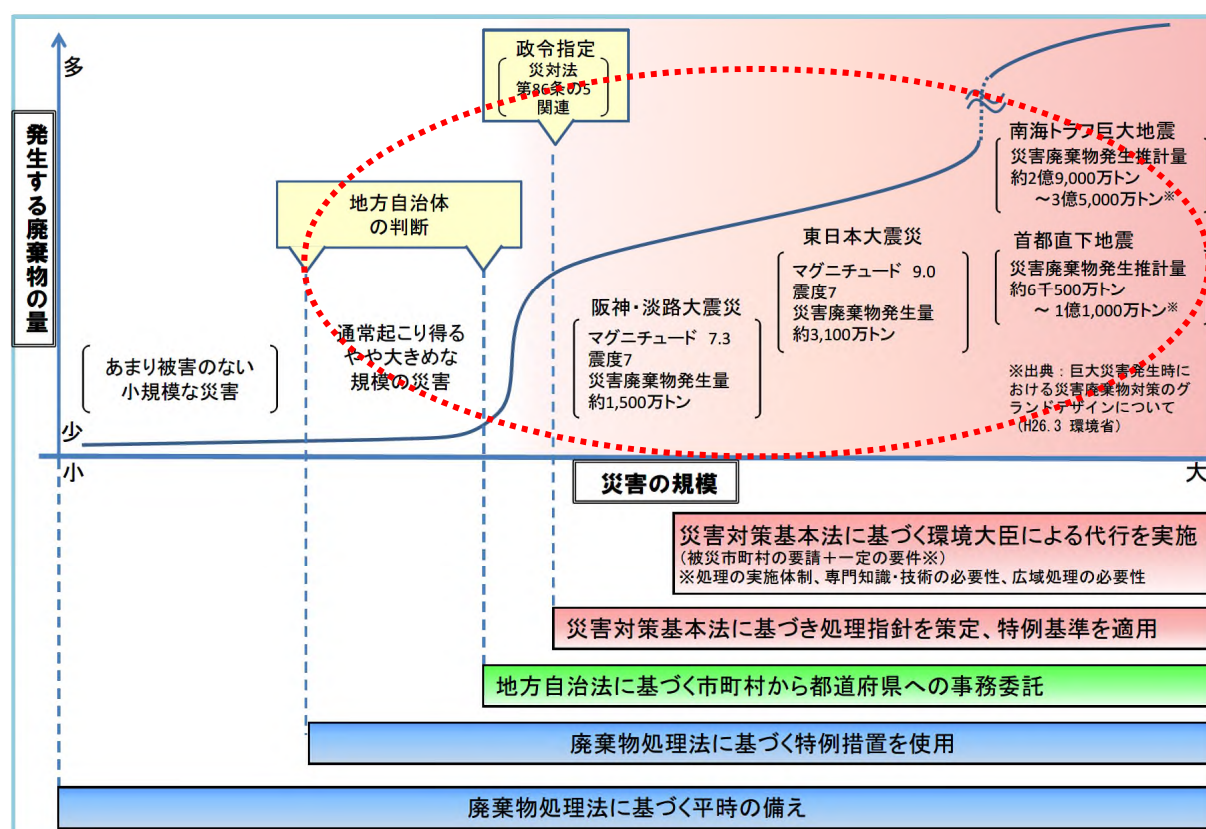 多
発生する廃棄物の量
政令指定
災対法
第86条の5
関連
地方自治体
の判断
あまり被害のない
小規模な災害
通常起こり得る
やや大きめな
規模の災害
阪神・淡路大震災
マグニチュード 7.3
震度7
災害廃棄物発生量
約1,500万トン
東日本大震災
マグニチュード 9.0
震度7
災害廃棄物発生量
約3,100万トン
南海トラフ巨大地震
災害廃棄物発生推計量
約2億9,000万トン
～3億5,000万トン※
首都直下地震
災害廃棄物発生推計量
約6千500万トン
～ 1億1,000万トン※
※出典：巨大災害発生時に
おける災害廃棄物対策のグ
ランドデザインについて
（H26.3 環境省）
少
小
災害の規模
大
災害対策基本法に基づく環境大臣による代行を実施
(被災市町村の要請＋一定の要件※)
※処理の実施体制、専門知識・技術の必要性、広域処理の必要性
災害対策基本法に基づき処理指針を策定、特例基準を適用
地方自治法に基づく市町村から都道府県への事務委託
廃棄物処理法に基づく特例措置を使用
廃棄物処理法に基づく平時の備え